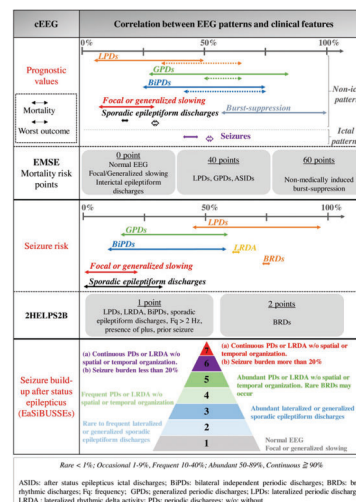 cEEG
Correlation between EEG patterns and clinical features
0%
50%
100%
LPDs
GPDs
BiPDs
Prognostic
values
Non-ic
patter
Focal or generalized slowing
Burst-suppression
Sporadic epileptiform discharges
Mortality
Worst outcome
Ictal
pattern
Seizures
EMSE
Mortality risk
points
0 point
Normal EEG
Focal/Generalized slowing
Interictal epileptiform
discharges
40 points
LPDs, GPDs, ASIDs
60 points
Non-medically induced
burst-suppression
0%
50%
100%
LPDs
GPDs
BiPDs
LRDA
BRDs
Seizure risk
Focal or generalized slowing
Sporadic epileptiform discharges
2HELPS2B
1 point
LPDs, LRDA, BiPDs, sporadic
epileptiform discharges, Fq > 2 Hz,
presence of plus, prior seizure
2 points
BRDs
Seizure build-
up after status
epilepticus
(EaSiBUSSEs)
(a) Continuous PDs or LRDA w/o
spatial or temporal organization.
(b) Seizure burden less than 20%
Frequent PDs or LRDA w/o
spatial or temporal organization
Rare to frequent lateralized
or generalized sporadic
epileptiform discharges
7
6
5
4
3
2
1
(a) Continuous PDs or LRDA w/o spatial or
temporal organization.
(b) Seizure burden more than 20%
Abundant PDs or LRDA w/o spatial or
temporal organization. Rare BRDs may
occur
Abundant lateralized or generalized
sporadic epileptiform discharges
Normal EEG
Focal or generalized slowing
Rare < 1%; Occasional 1-9%, Frequent 10-40%; Abundant 50-89%, Continuous ≧ 90%
ASIDs: after status epilepticus ictal discharges; BiPDs: bilateral independent periodic discharges; BRDs: b
rhythmic discharges; Fq: frequency; GPDs; generalized periodic discharges; LPDs: lateralized periodic discha
LRDA : lateralized rhythmic delta activity; PDs: periodic discharges; w/o without